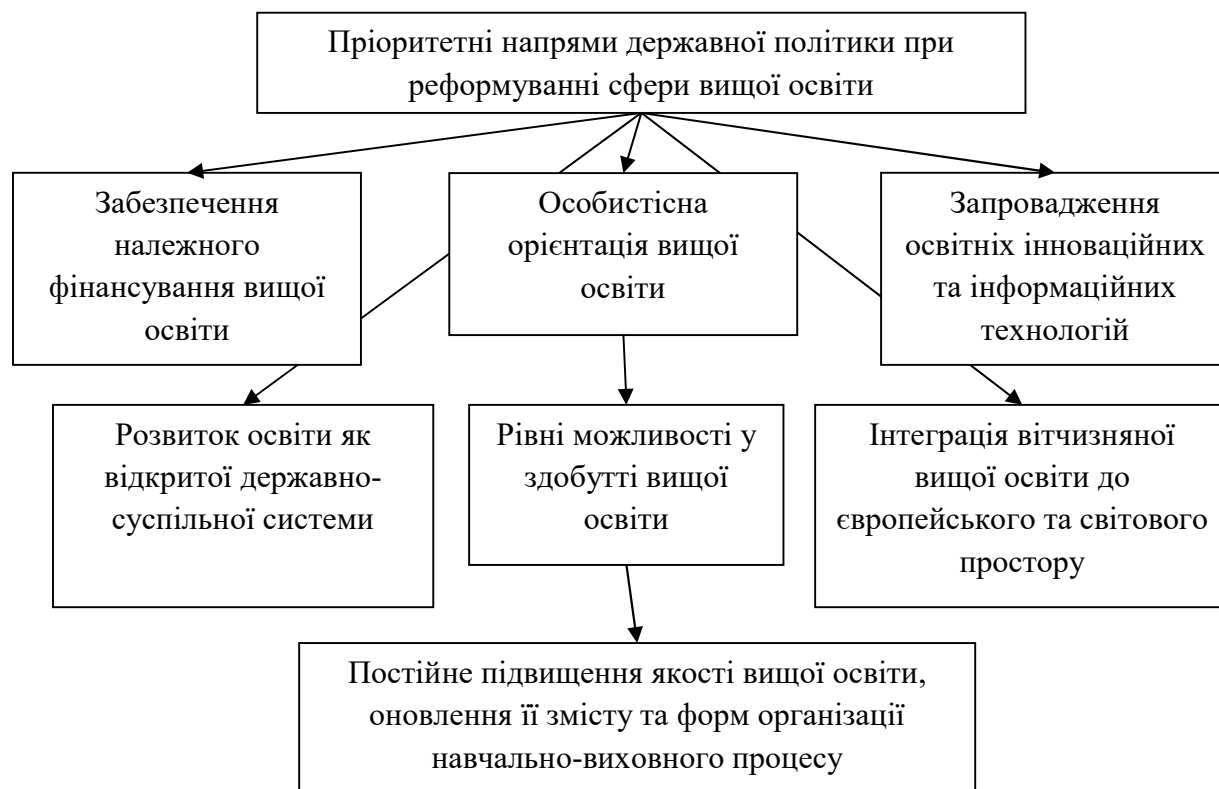 Пріоритетні напрями державної політики при
реформуванні сфери вищої освіти
Забезпечення
належного
фінансування вищої
освіти
Особистісна
орієнтація вищої
освіти
Запровадження
освітніх інноваційних
та інформаційних
технологій
Розвиток освіти як
відкритої державно-
суспільної системи
Рівні можливості у
здобутті вищої
освіти
Інтеграція вітчизняної
вищої освіти до
європейського та світового
простору
Постійне підвищення якості вищої освіти,
оновлення її змісту та форм організації
навчально-виховного процесу